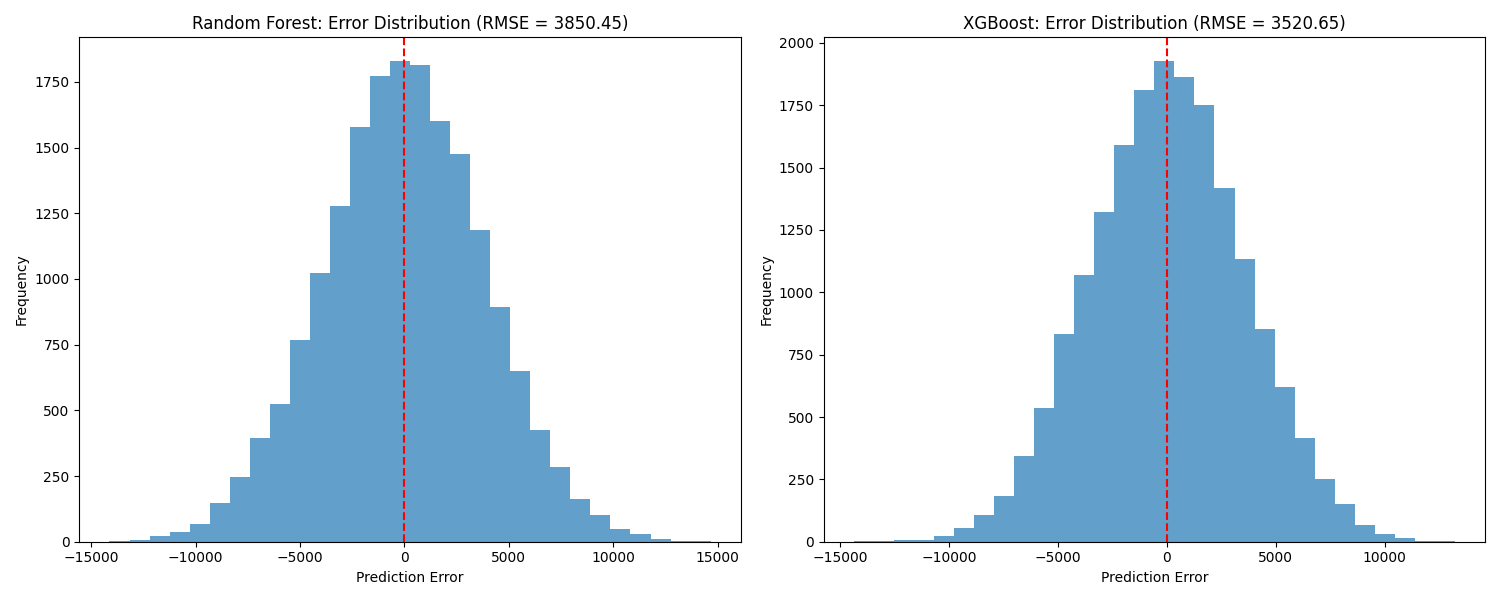 Random Forest: Error Distribution (RMSE = 3850.45)
1750
1500
1250
1000
750
500
250
0
Frequency
−15000 −10000 −5000 0 5000 10000 15000
Prediction Error
XGBoost: Error Distribution (RMSE = 3520.65)
2000
1750
1500
1250
1000
750
500
250
0
Frequency
−15000 −10000 −5000 0 5000 10000
Prediction Error